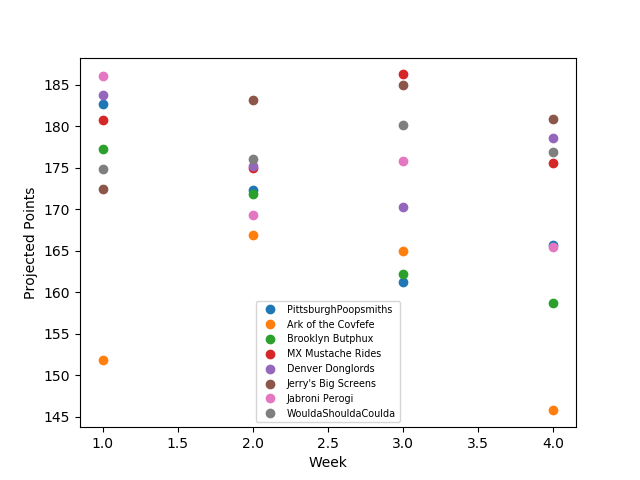 185
180
175
170
165
160
155
150
145
Projected Points
1.0 1.5 2.0 2.5 3.0 3.5 4.0
Week
PittsburghPoopsmiths
Ark of the Covfefe
Brooklyn Butphux
MX Mustache Rides
Denver Donglords
Jerry's Big Screens
Jabroni Perogi
WouldaShouldaCoulda